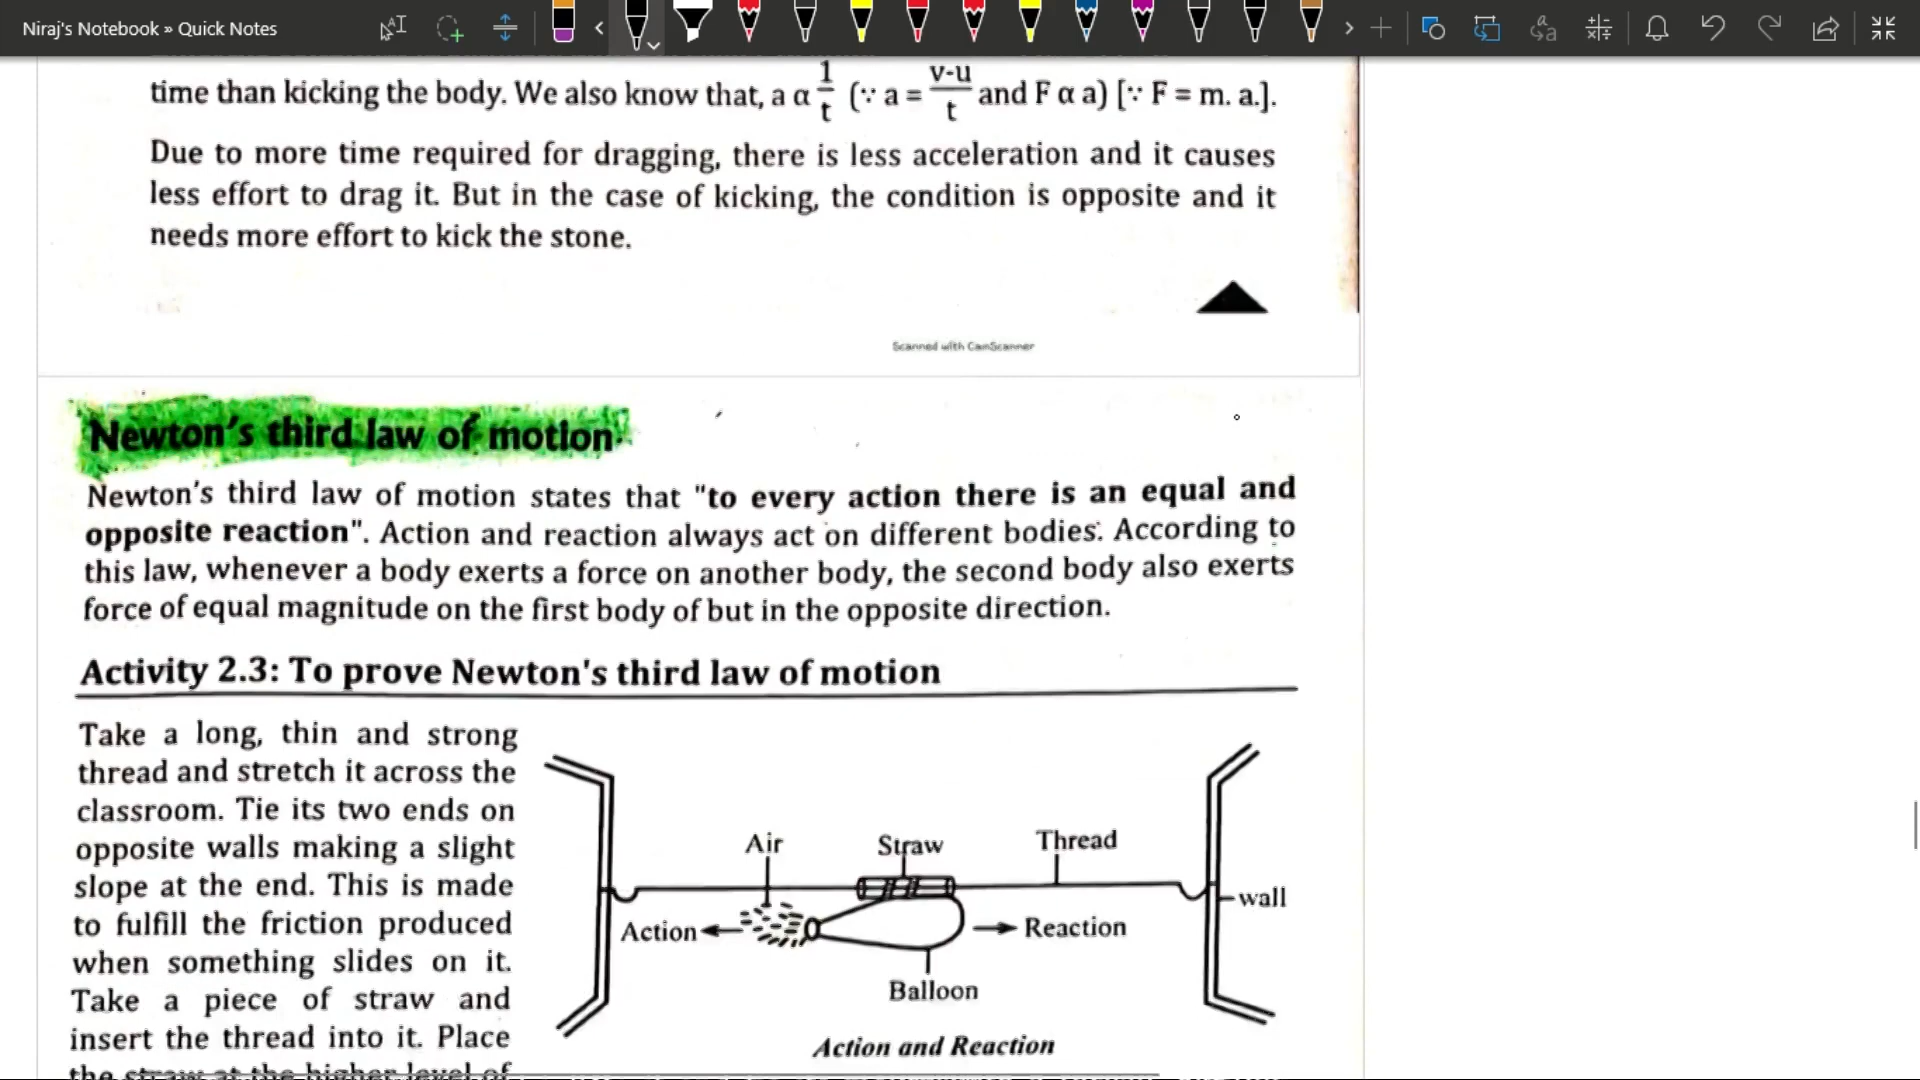 Niraj's Notebook » Quick Notes
time than kicking the body. We also know that, a α 1/t (∵ a = v-u/t and F α a) [∵ F = m. a.].
Due to more time required for dragging, there is less acceleration and it causes
less effort to drag it. But in the case of kicking, the condition is opposite and it
needs more effort to kick the stone.
Scanned with CamScanner
Newton's third law of motion
Newton's third law of motion states that "to every action there is an equal and
opposite reaction". Action and reaction always act on different bodies. According to
this law, whenever a body exerts a force on another body, the second body also exerts
force of equal magnitude on the first body of but in the opposite direction.
Activity 2.3: To prove Newton's third law of motion
Take a long, thin and strong
thread and stretch it across the
classroom. Tie its two ends on
opposite walls making a slight
slope at the end. This is made
to fulfill the friction produced
when something slides on it.
Take a piece of straw and
insert the thread into it. Place
the straw at the higher level of
Air
Straw
Thread
wall
Action
Reaction
Balloon
Action and Reaction